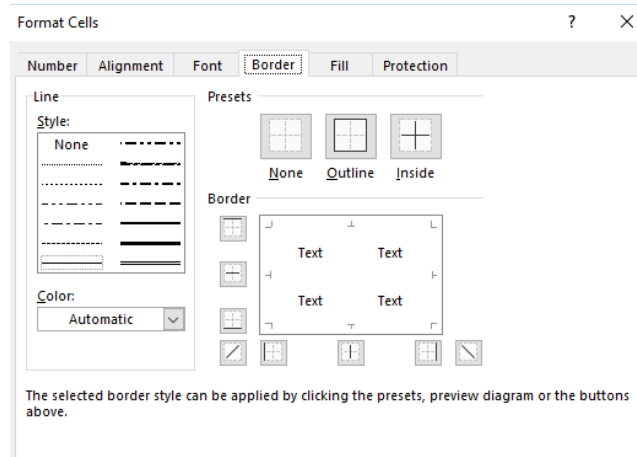 Format Cells ? ×
Number Alignment Font Border Fill Protection
Line
Style:
None
Color:
Automatic
Presets
None Outline Inside
Border
Text Text
Text Text
The selected border style can be applied by clicking the presets, preview diagram or the buttons
above.